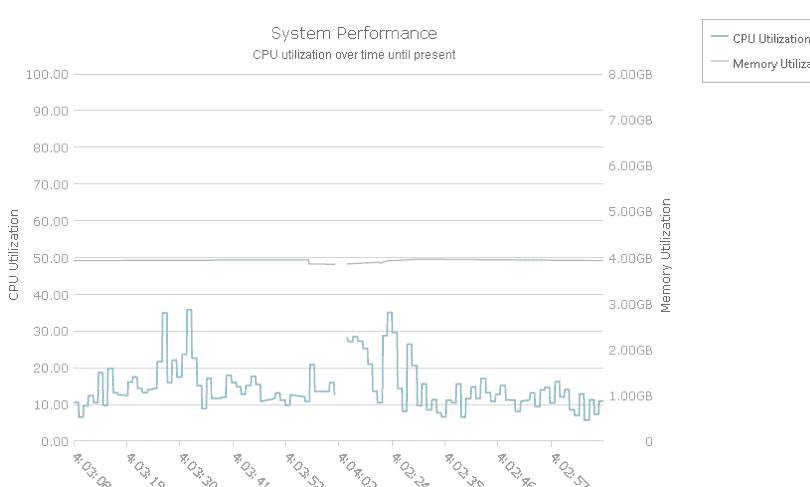 System Performance
CPU utilization over time until present
CPU Utilization
Memory Utiliza
100.00
90.00
80.00
70.00
60.00
50.00
40.00
30.00
20.00
10.00
0.00
CPU Utilization
8.00GB
7.00GB
6.00GB
5.00GB
4.00GB
3.00GB
2.00GB
1.00GB
0
Memory Utilization
4:03:08
4:03:19
4:03:30
4:03:41
4:03:52
4:04:02
4:02:24
4:02:35
4:02:46
4:02:57